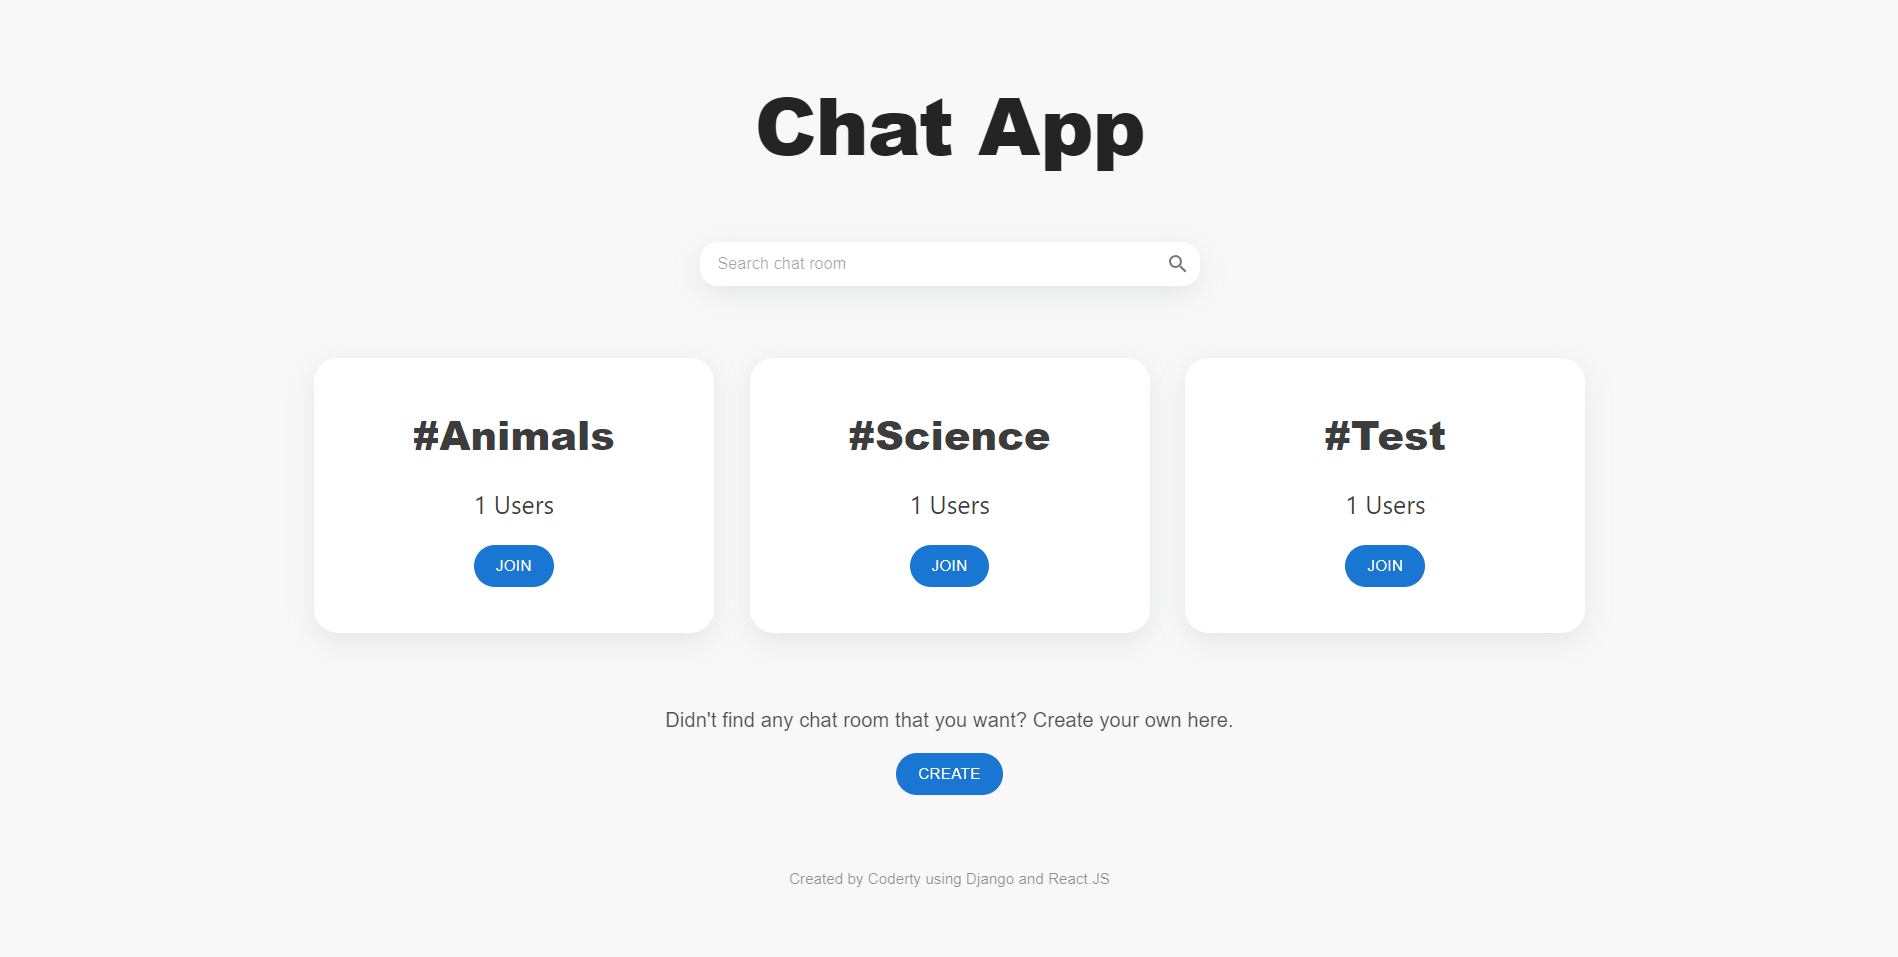 Chat App
Search chat room
#Animals
1 Users
JOIN
#Science
1 Users
JOIN
#Test
1 Users
JOIN
Didn't find any chat room that you want? Create your own here.
CREATE
Created by Coderty using Django and React.JS